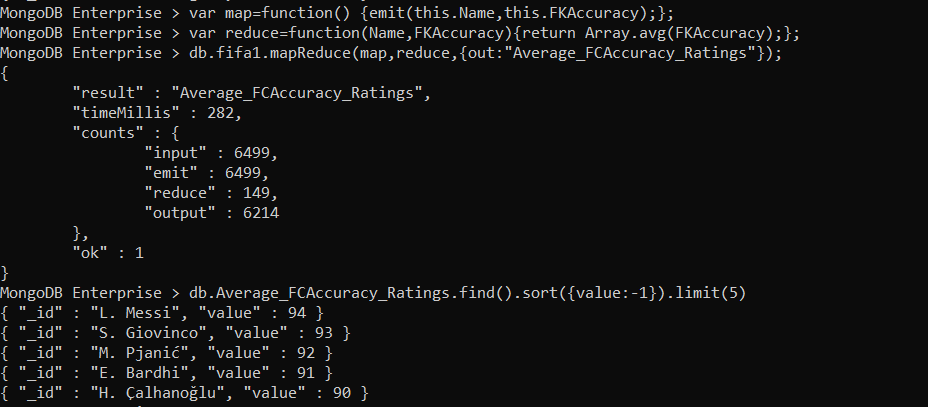 MongoDB Enterprise > var map=function() {emit(this.Name,this.FKAccuracy);};
MongoDB Enterprise > var reduce=function(Name,FKAccuracy){return Array.avg(FKAccuracy);};
MongoDB Enterprise > db.fifa1.mapReduce(map,reduce,{out:"Average_FCAccuracy_Ratings"});
{
        "result" : "Average_FCAccuracy_Ratings",
        "timeMillis" : 282,
        "counts" : {
                "input" : 6499,
                "emit" : 6499,
                "reduce" : 149,
                "output" : 6214
        },
        "ok" : 1
}
MongoDB Enterprise > db.Average_FCAccuracy_Ratings.find().sort({value:-1}).limit(5)
{ "_id" : "L. Messi", "value" : 94 }
{ "_id" : "S. Giovinco", "value" : 93 }
{ "_id" : "M. Pjanić", "value" : 92 }
{ "_id" : "E. Bardhi", "value" : 91 }
{ "_id" : "H. Çalhanoğlu", "value" : 90 }